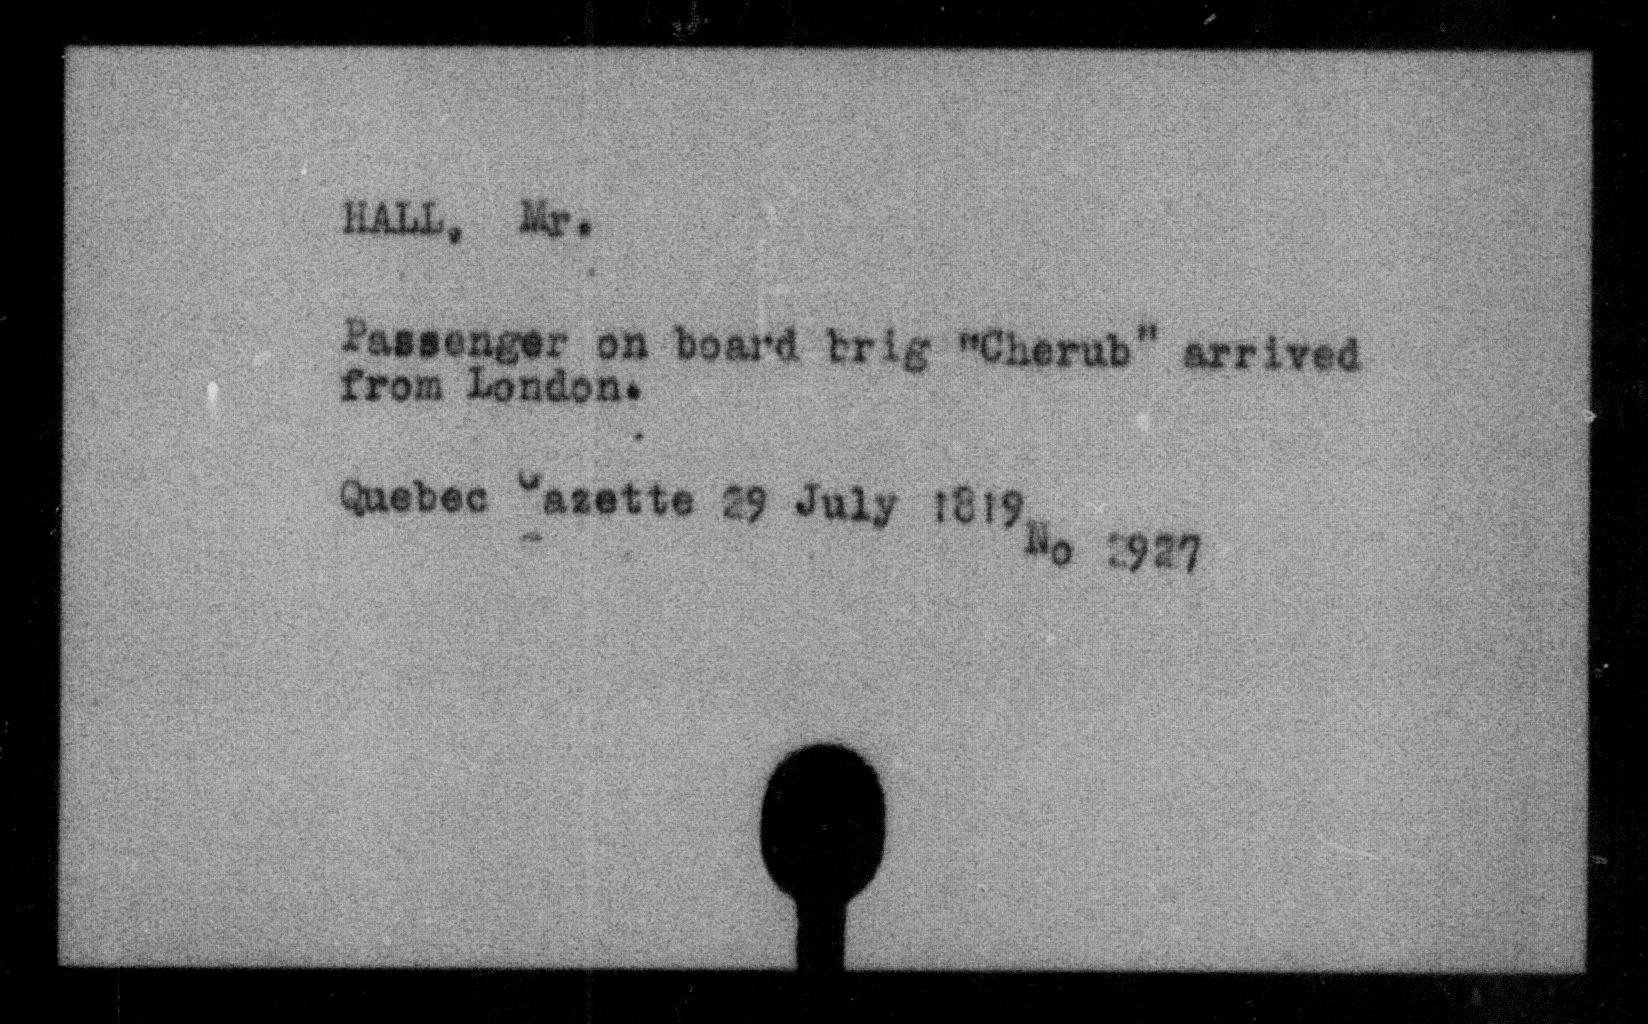 HALL, Mr.
Passenger on board brig "Cherub" arrived
from London.
Quebec Gazette 29 July 1819
No 2927